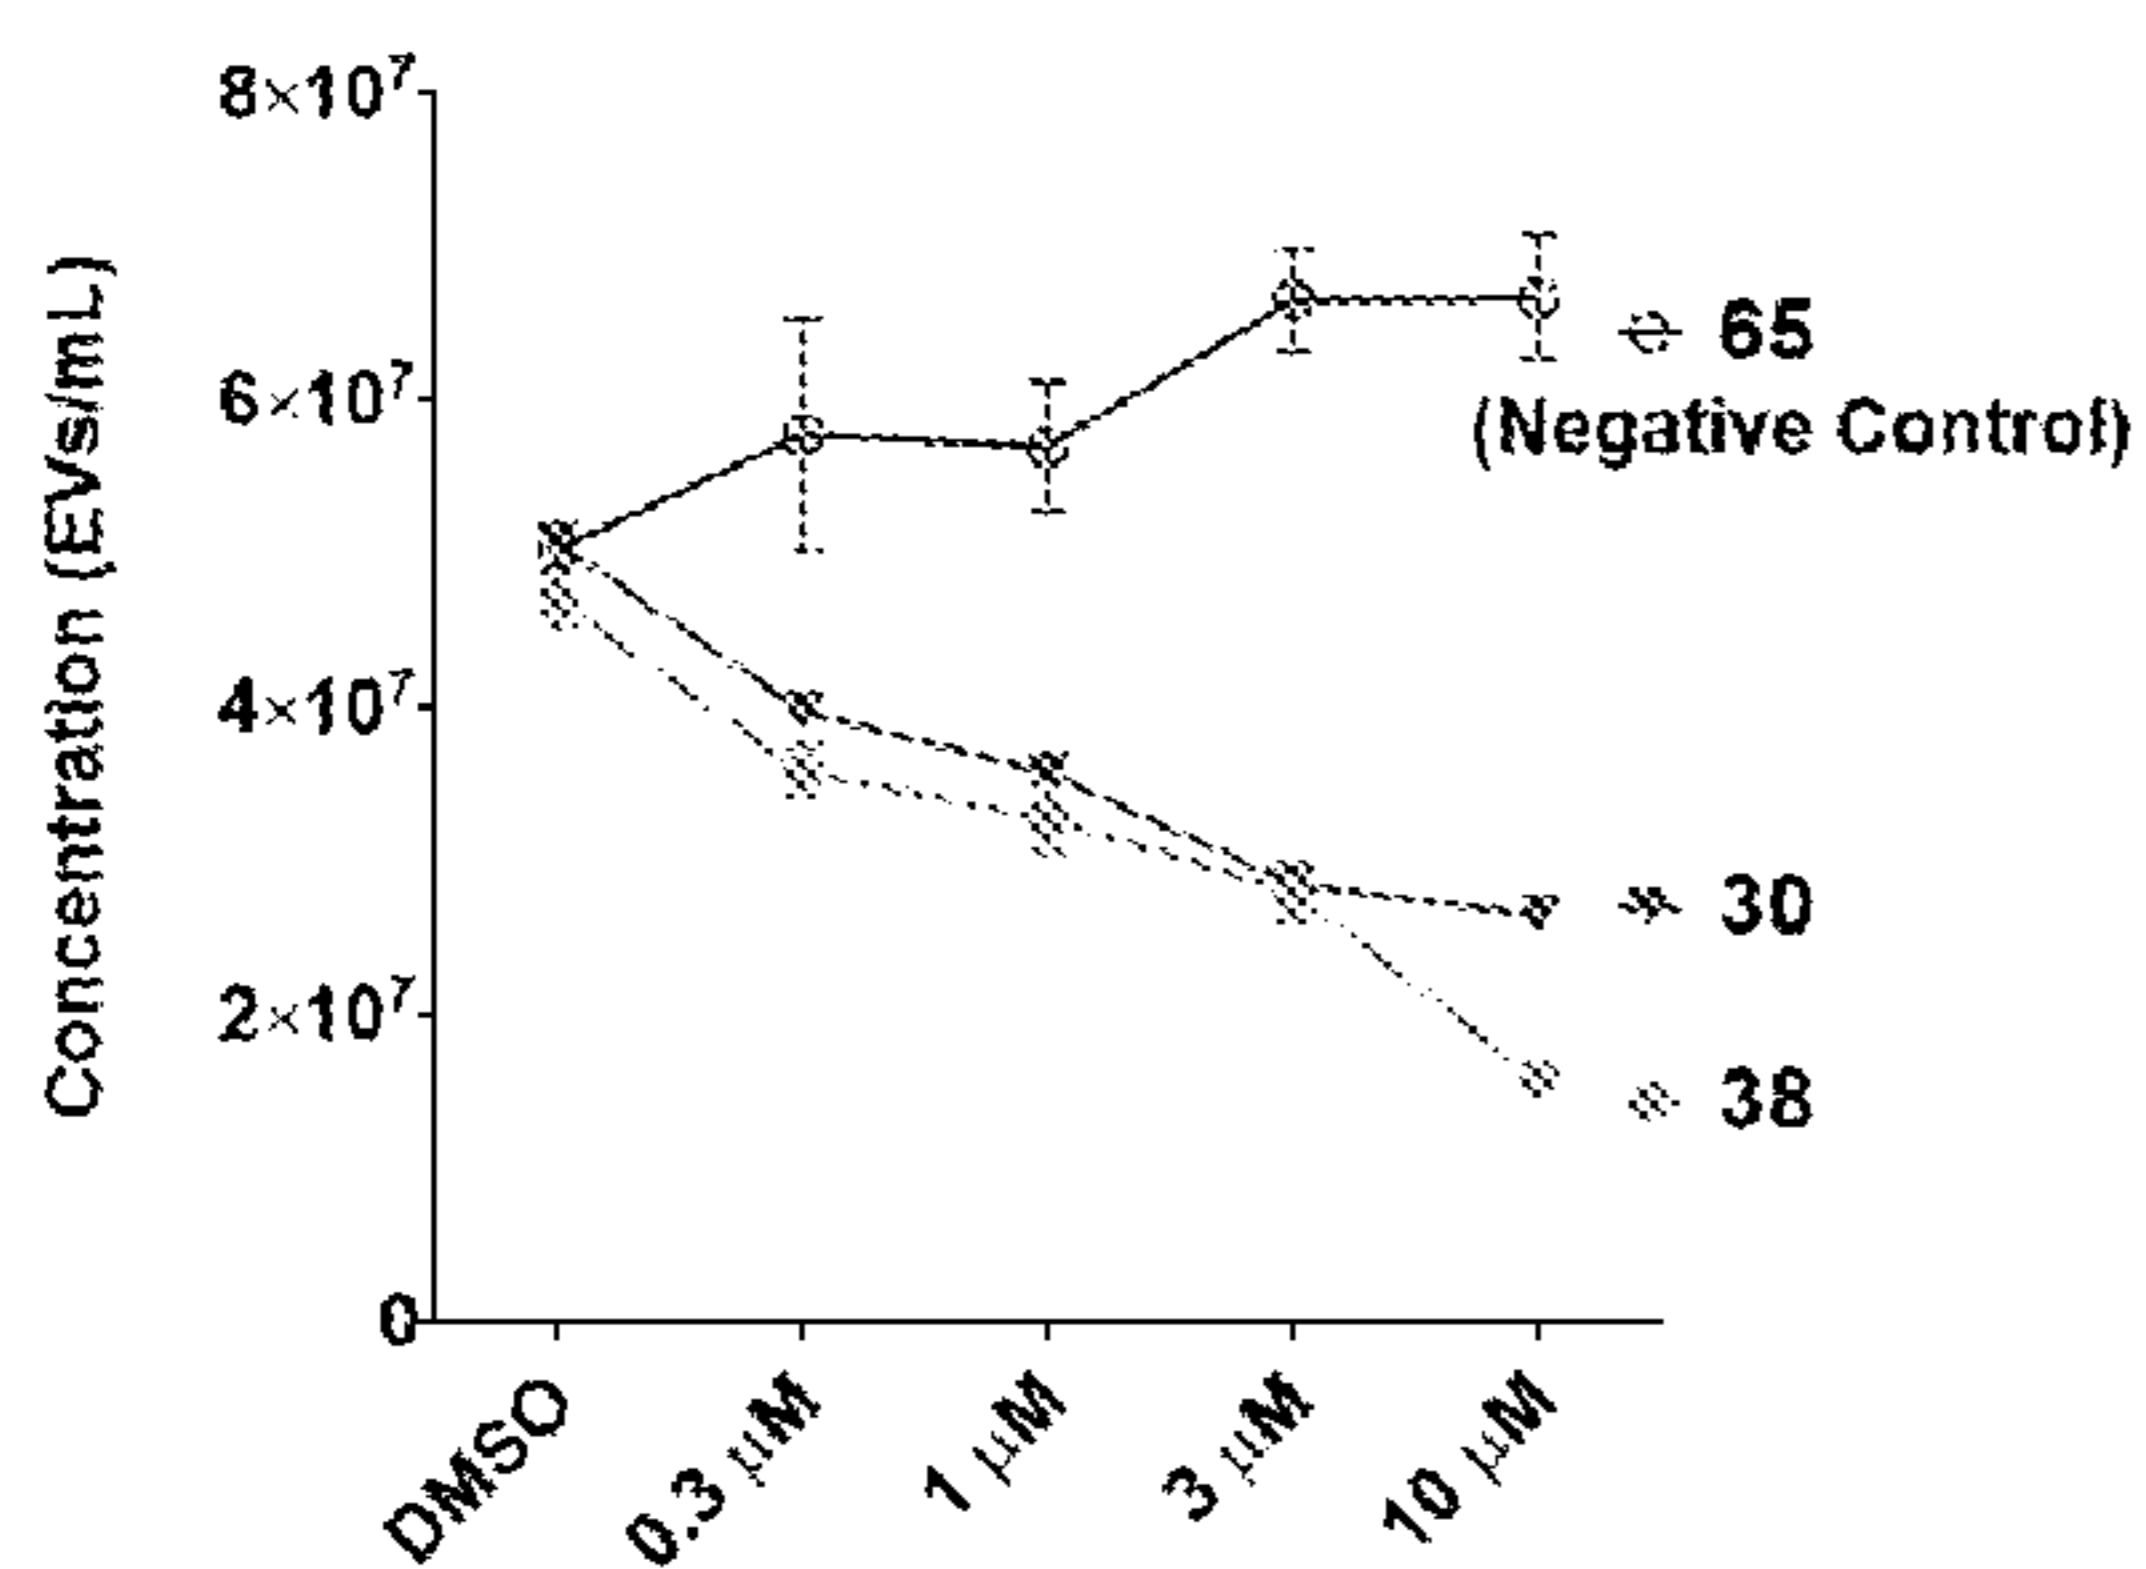 Concentration (EVs/mL)
8×10⁷
6×10⁷
4×10⁷
2×10⁷
0
DMSO
0.3 μM
1 μM
3 μM
10 μM
65
(Negative Control)
30
38